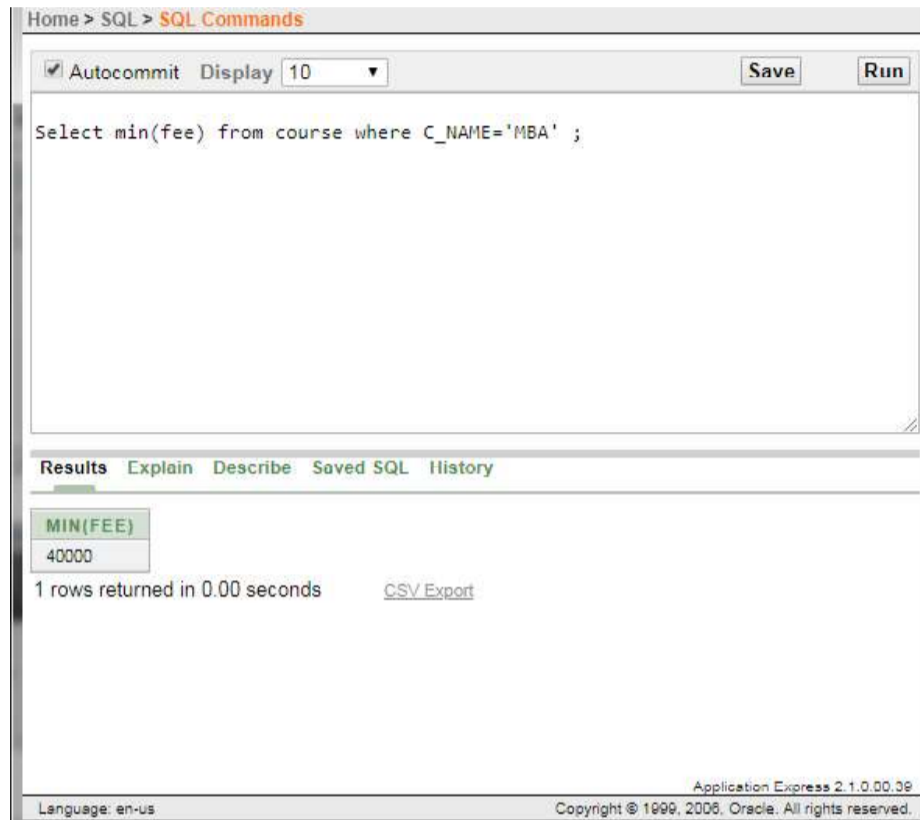 Home > SQL > SQL Commands
Autocommit Display 10 Save Run
Select min(fee) from course where C_NAME='MBA' ;
Results Explain Describe Saved SQL History
MIN(FEE)
40000
1 rows returned in 0.00 seconds CSV Export
Application Express 2.1.0.00.39
Language: en-us Copyright © 1999, 2006, Oracle. All rights reserved.